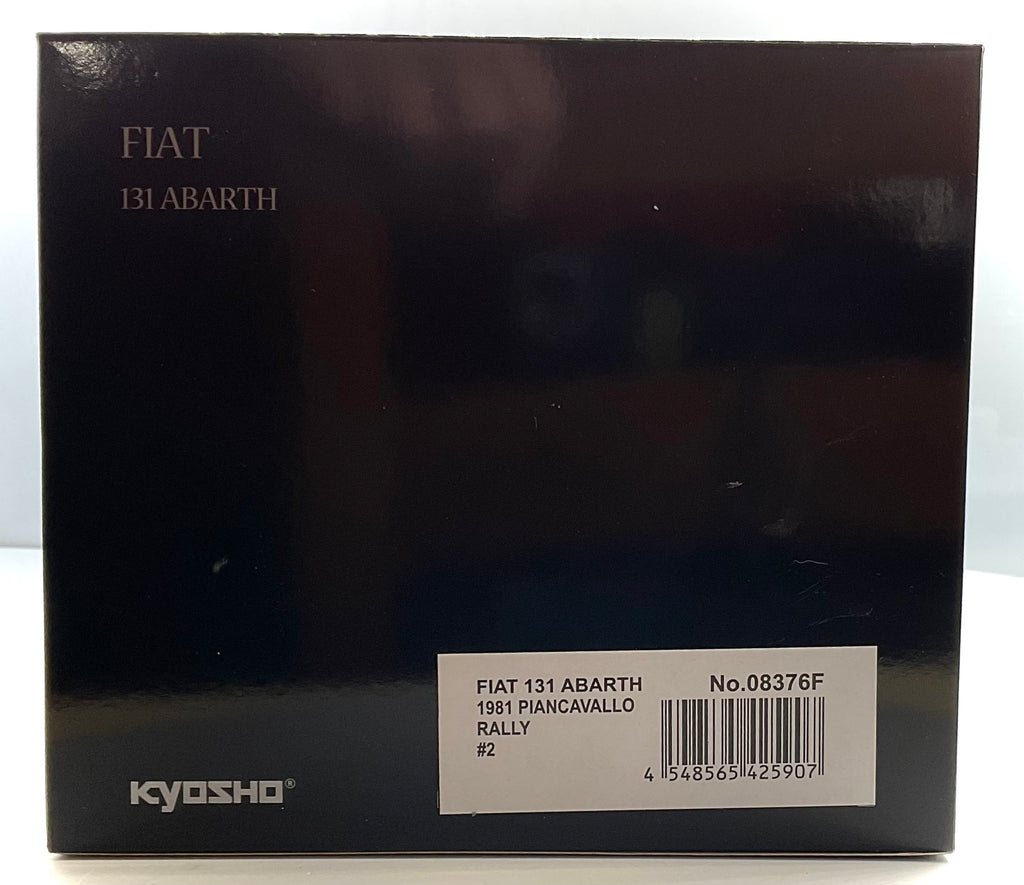 FIAT
131 ABARTH
FIAT 131 ABARTH
1981 PIANCAVALLO
RALLY
#2
No.08376F
4 548565 425907
KYOSHO®